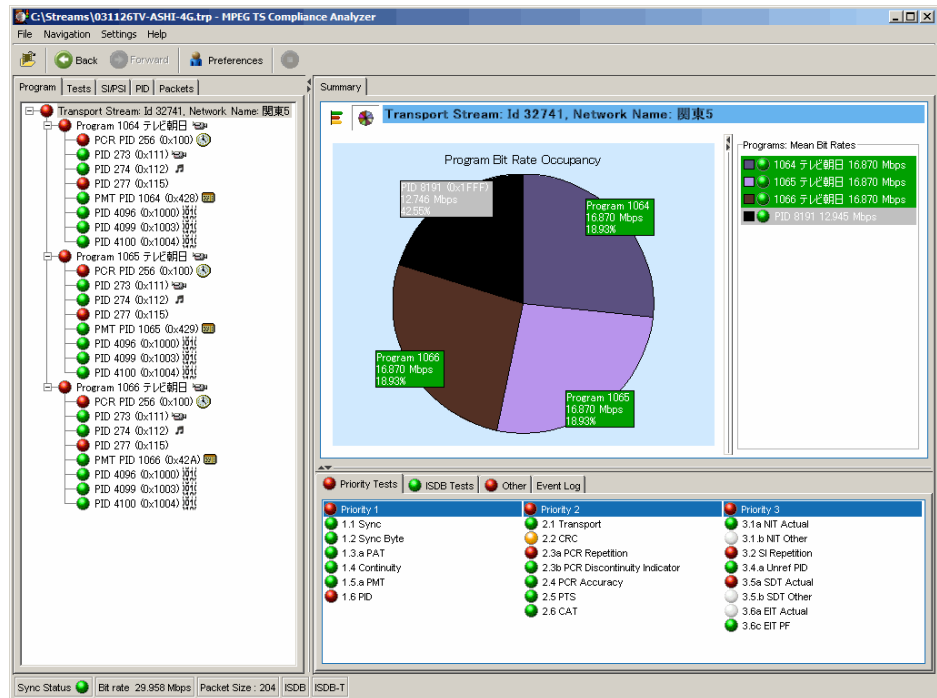 C:\Streams\031126TV-ASHI-4G.trp - MPEG TS Compliance Analyzer
File Navigation Settings Help
Back Forward Preferences
Program Tests SI/PSI PID Packets
Transport Stream: Id 32741, Network Name: 関東5
Program 1064 テレビ朝日
PCR PID 256 (0x100)
PID 273 (0x111)
PID 274 (0x112)
PID 277 (0x115)
PMT PID 1064 (0x428)
PID 4096 (0x1000)
PID 4099 (0x1003)
PID 4100 (0x1004)
Program 1065 テレビ朝日
PCR PID 256 (0x100)
PID 273 (0x111)
PID 274 (0x112)
PID 277 (0x115)
PMT PID 1065 (0x429)
PID 4096 (0x1000)
PID 4099 (0x1003)
PID 4100 (0x1004)
Program 1066 テレビ朝日
PCR PID 256 (0x100)
PID 273 (0x111)
PID 274 (0x112)
PID 277 (0x115)
PMT PID 1066 (0x42A)
PID 4096 (0x1000)
PID 4099 (0x1003)
PID 4100 (0x1004)
Summary
Transport Stream: Id 32741, Network Name: 関東5
Program Bit Rate Occupancy
PID 8191 (0x1FFF)
12.746 Mbps
42.55%
Program 1064
16.870 Mbps
18.93%
Program 1066
16.870 Mbps
18.93%
Program 1065
16.870 Mbps
18.93%
Programs: Mean Bit Rates
1064 テレビ朝日 16.870 Mbps
1065 テレビ朝日 16.870 Mbps
1066 テレビ朝日 16.870 Mbps
PID 8191 12.945 Mbps
Priority Tests ISDB Tests Other Event Log
Priority 1
1.1 Sync
1.2 Sync Byte
1.3.a PAT
1.4 Continuity
1.5.a PMT
1.6 PID
Priority 2
2.1 Transport
2.2 CRC
2.3a PCR Repetition
2.3b PCR Discontinuity Indicator
2.4 PCR Accuracy
2.5 PTS
2.6 CAT
Priority 3
3.1a NIT Actual
3.1.b NIT Other
3.2 SI Repetition
3.4.a Unref PID
3.5a SDT Actual
3.5.b SDT Other
3.6a EIT Actual
3.6c EIT PF
Sync Status Bit rate 29.958 Mbps Packet Size : 204 ISDB ISDB-T